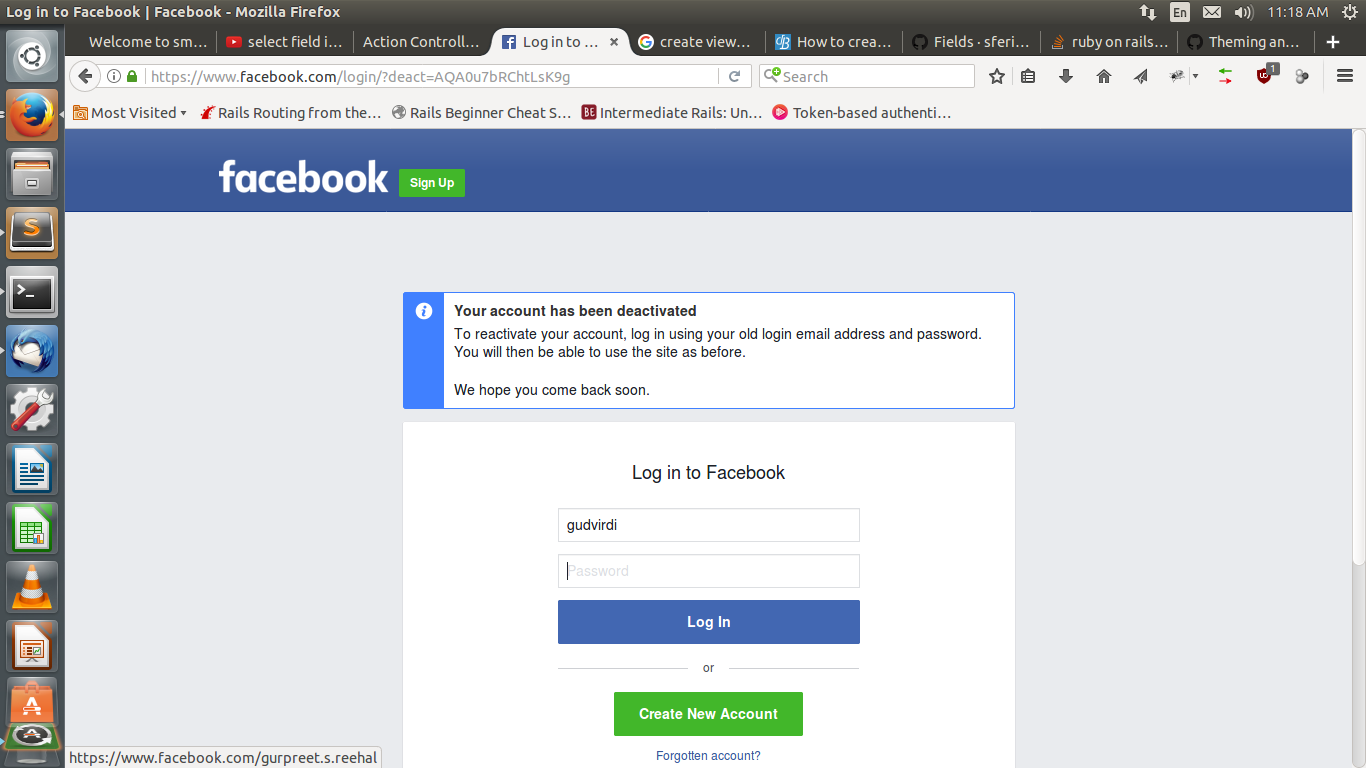 Log in to Facebook | Facebook - Mozilla Firefox
En
11:18 AM
Welcome to sm...
select field i...
Action Controll...
Log in to ...
create view...
How to crea...
Fields · sferi...
ruby on rails...
Theming an...
https://www.facebook.com/login/?deact=AQA0u7bRChtLsK9g
Search
1
Most Visited
Rails Routing from the...
Rails Beginner Cheat S...
BE
Intermediate Rails: Un...
Token-based authenti...
facebook
Sign Up
Your account has been deactivated
To reactivate your account, log in using your old login email address and password.
You will then be able to use the site as before.
We hope you come back soon.
Log in to Facebook
gudvirdi
Password
Log In
or
Create New Account
Forgotten account?
https://www.facebook.com/gurpreet.s.reehal